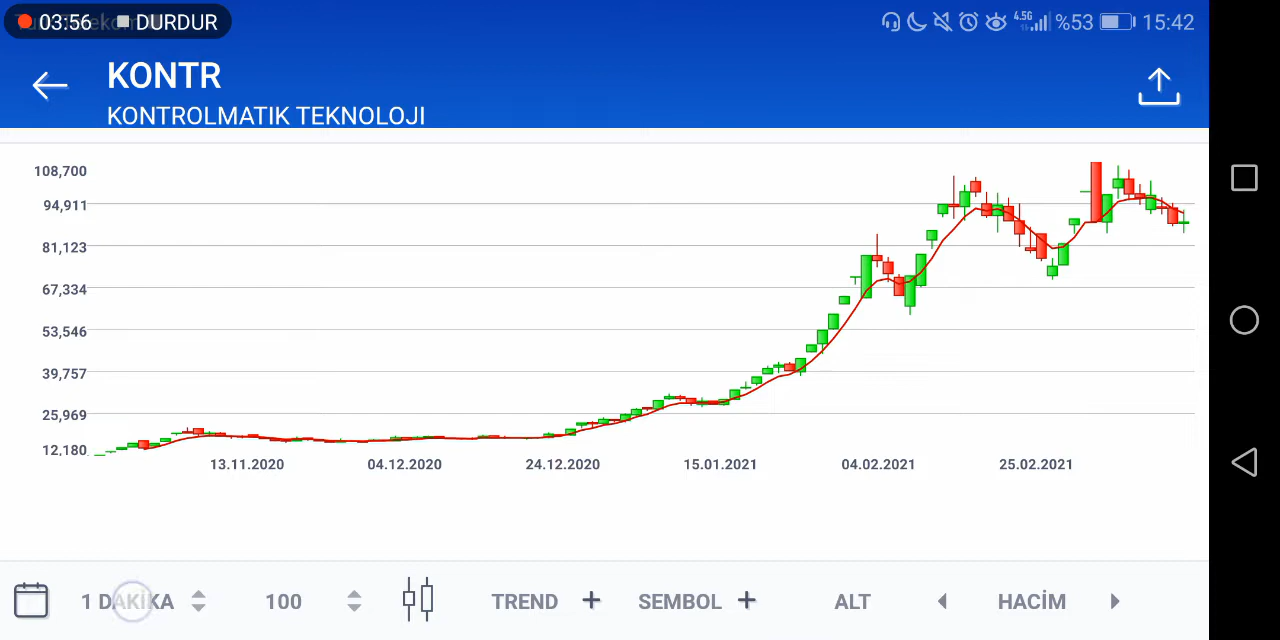 03:56 DURDUR 4.5G %53 15:42
KONTR
KONTROLMATIK TEKNOLOJI
108,700
94,911
81,123
67,334
53,546
39,757
25,969
12,180
13.11.2020 04.12.2020 24.12.2020 15.01.2021 04.02.2021 25.02.2021
1 DAKİKA 100 TREND + SEMBOL + ALT HACİM